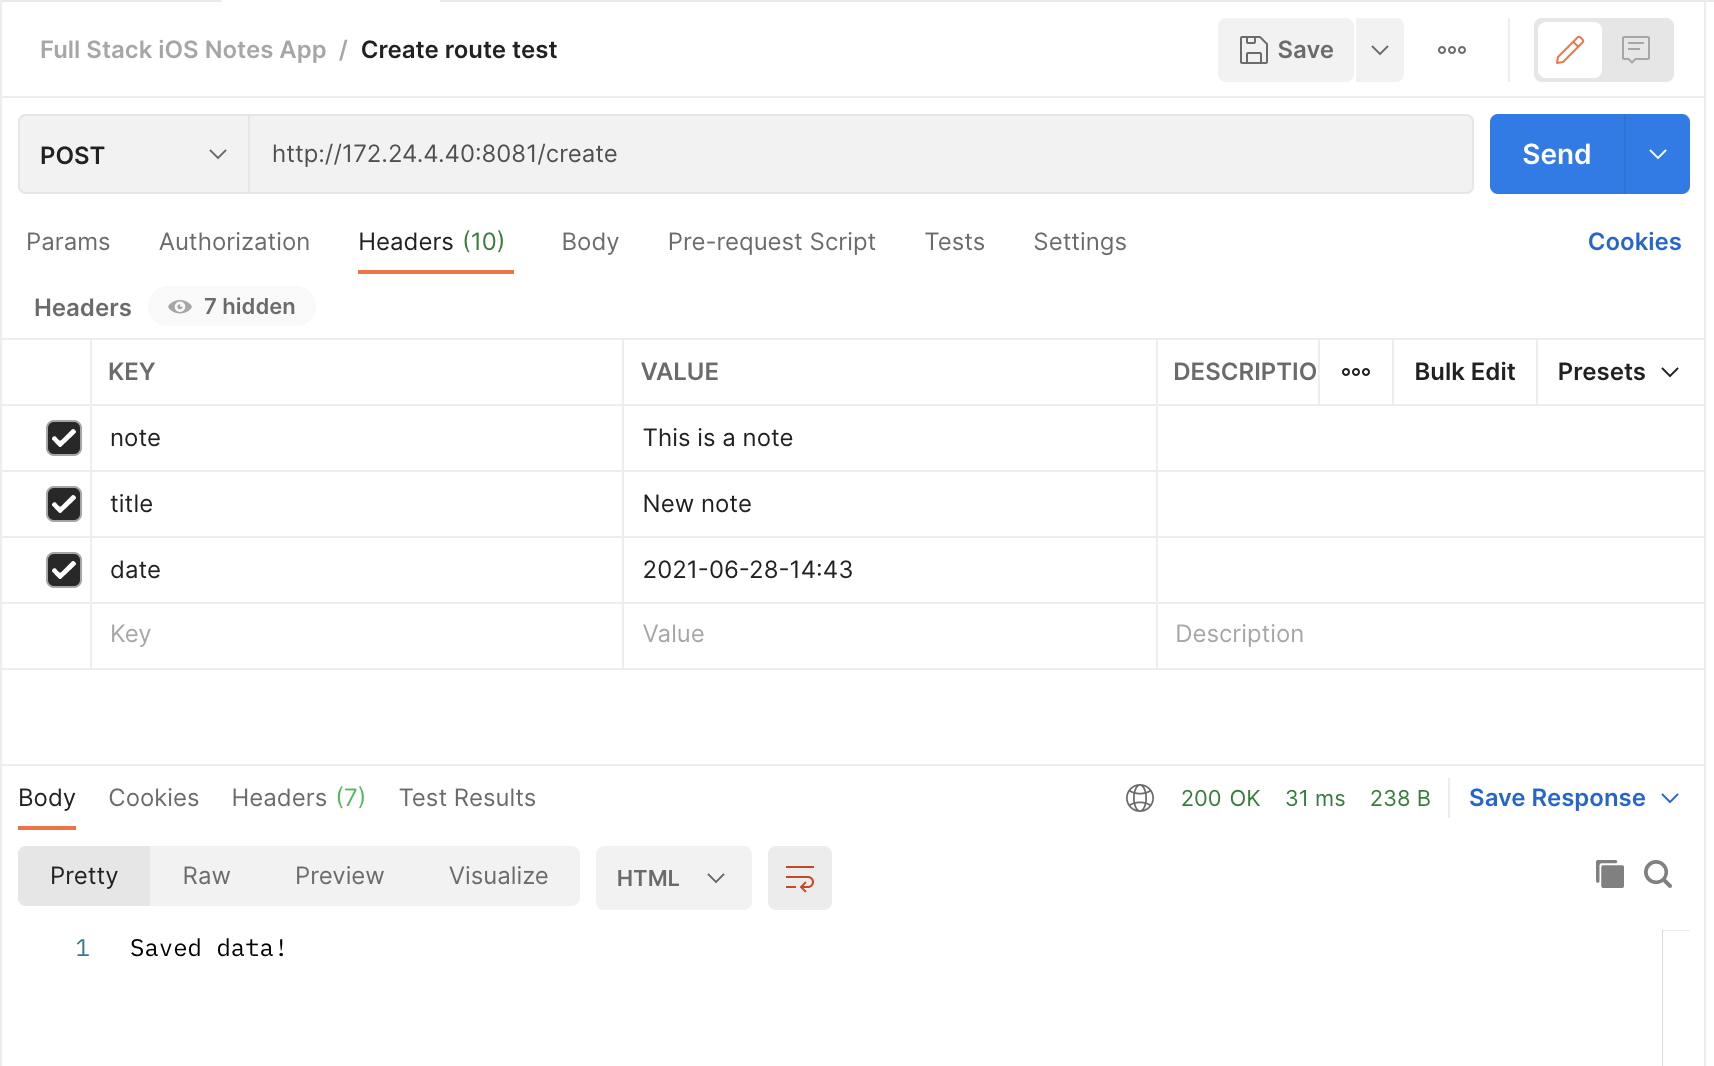 Full Stack iOS Notes App / Create route test Save
POST http://172.24.4.40:8081/create Send
Params Authorization Headers (10) Body Pre-request Script Tests Settings Cookies
Headers 7 hidden
KEY VALUE DESCRIPTIO Bulk Edit Presets
note This is a note
title New note
date 2021-06-28-14:43
Key Value Description
Body Cookies Headers (7) Test Results 200 OK 31 ms 238 B Save Response
Pretty Raw Preview Visualize HTML
1 Saved data!